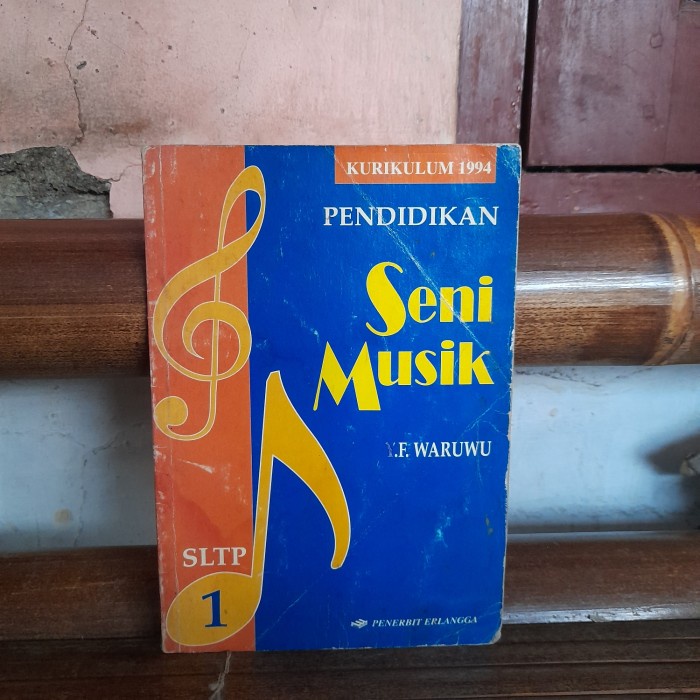 KURIKULUM 1994
PENDIDIKAN
Seni
Musik
Y.F. WARUWU
SLTP
1
PENERBIT ERLANGGA